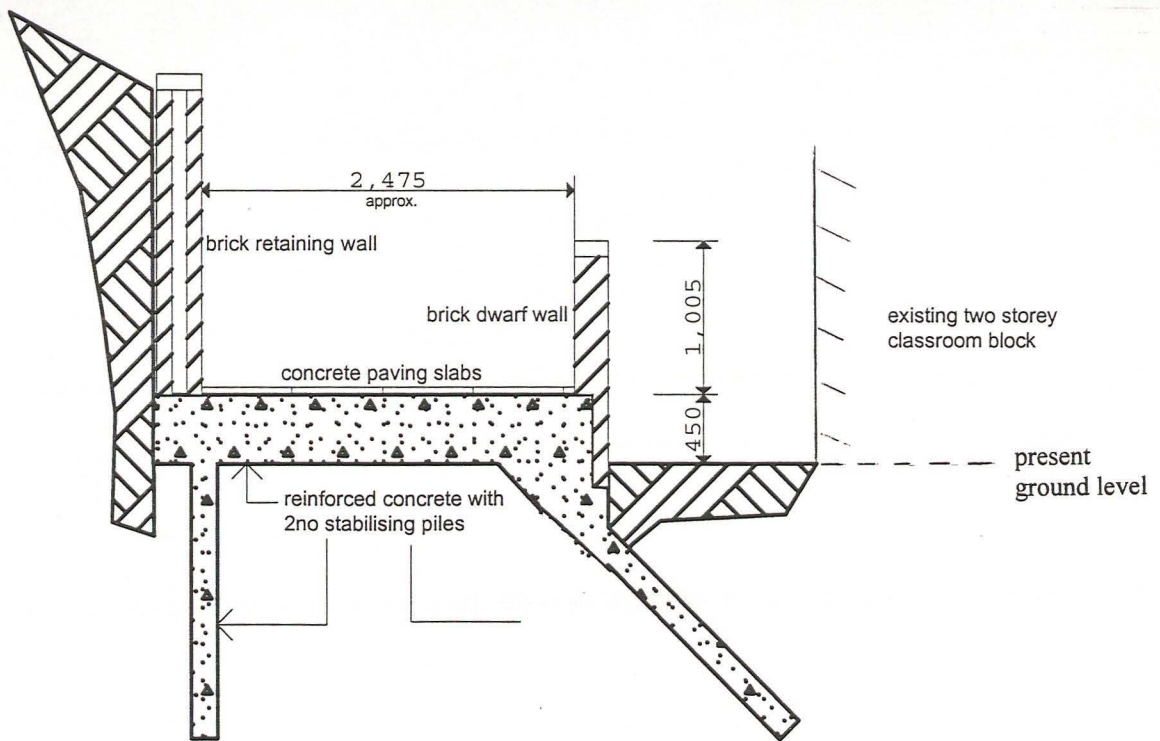 2,475
approx.
brick retaining wall
brick dwarf wall
1,005
existing two storey
classroom block
concrete paving slabs
450
present
ground level
reinforced concrete with
2no stabilising piles